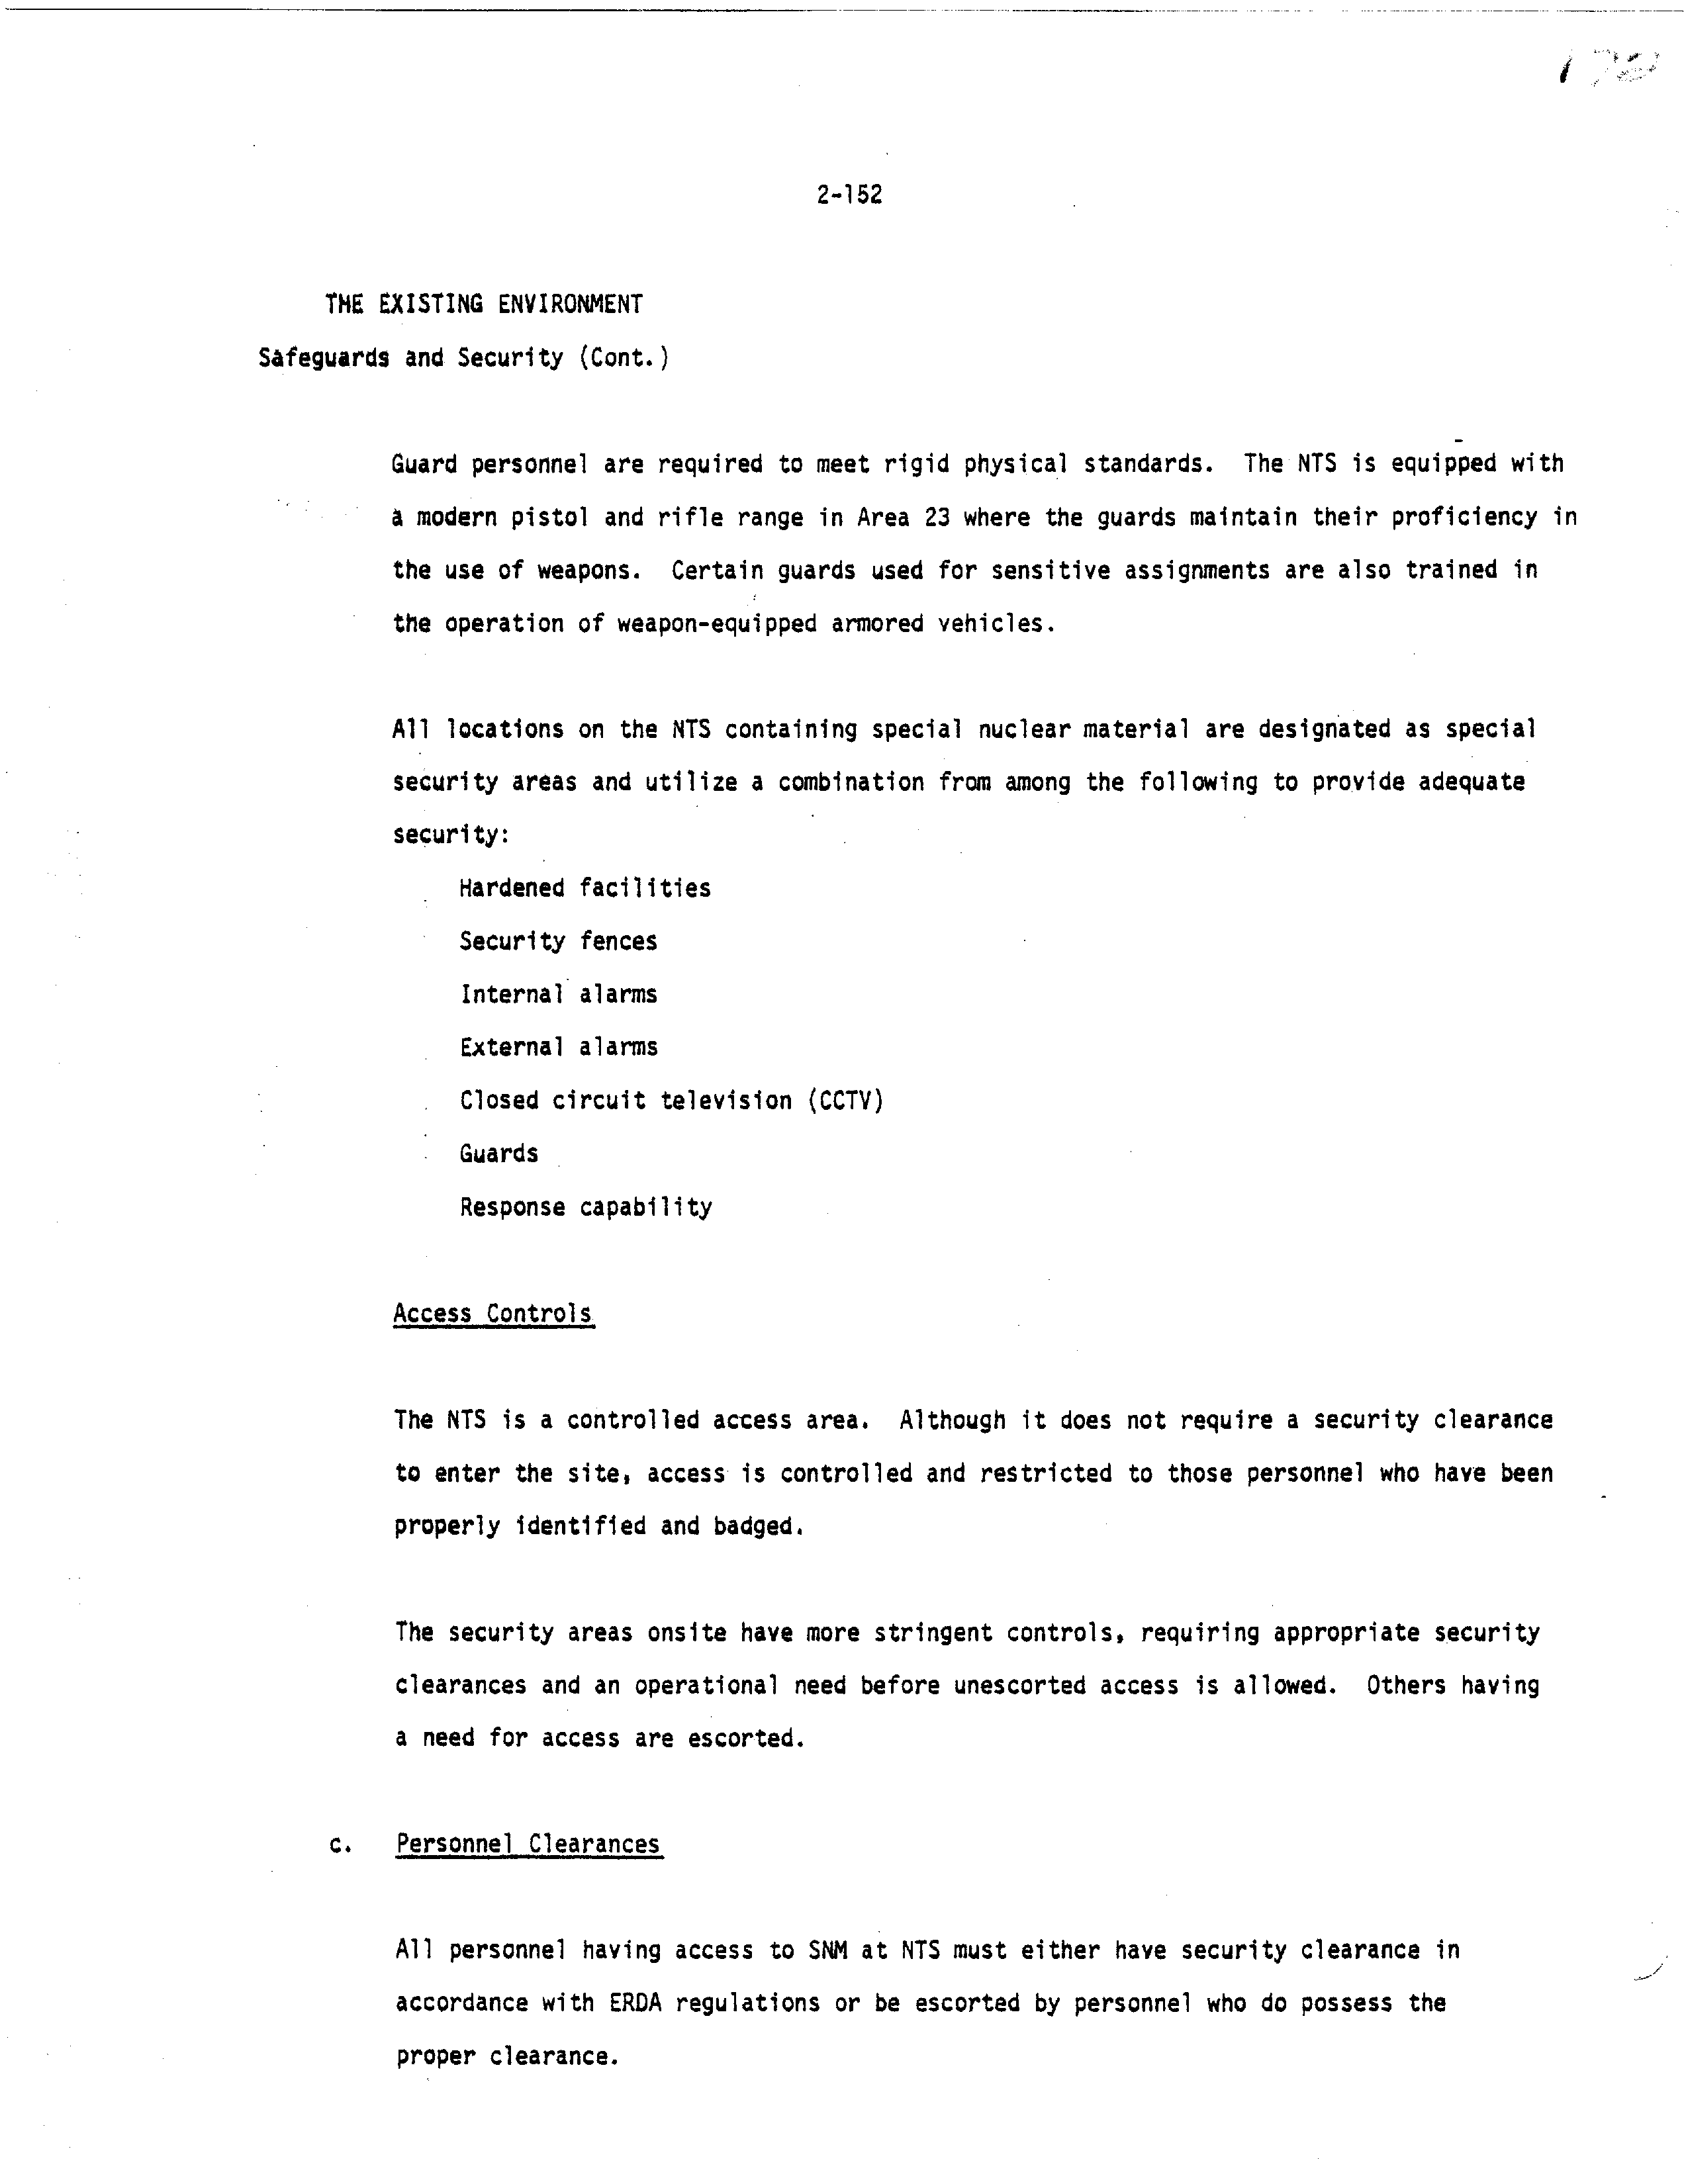 2-152
THE EXISTING ENVIRONMENT
Safeguards and Security (Cont.)
Guard personnel are required to meet rigid physical standards. The NTS is equipped with
a modern pistol and rifle range in Area 23 where the guards maintain their proficiency in
the use of weapons. Certain guards used for sensitive assignments are also trained in
the operation of weapon-equipped armored vehicles.
All locations on the NTS containing special nuclear material are designated as special
security areas and utilize a combination from among the following to provide adequate
security:
Hardened facilities
Security fences
Internal alarms
External alarms
Closed circuit television (CCTV)
Guards
Response capability
Access Controls
The NTS is a controlled access area. Although it does not require a security clearance
to enter the site, access is controlled and restricted to those personnel who have been
properly identified and badged.
The security areas onsite have more stringent controls, requiring appropriate security
clearances and an operational need before unescorted access is allowed. Others having
a need for access are escorted.
c. Personnel Clearances
All personnel having access to SNM at NTS must either have security clearance in
accordance with ERDA regulations or be escorted by personnel who do possess the
proper clearance.